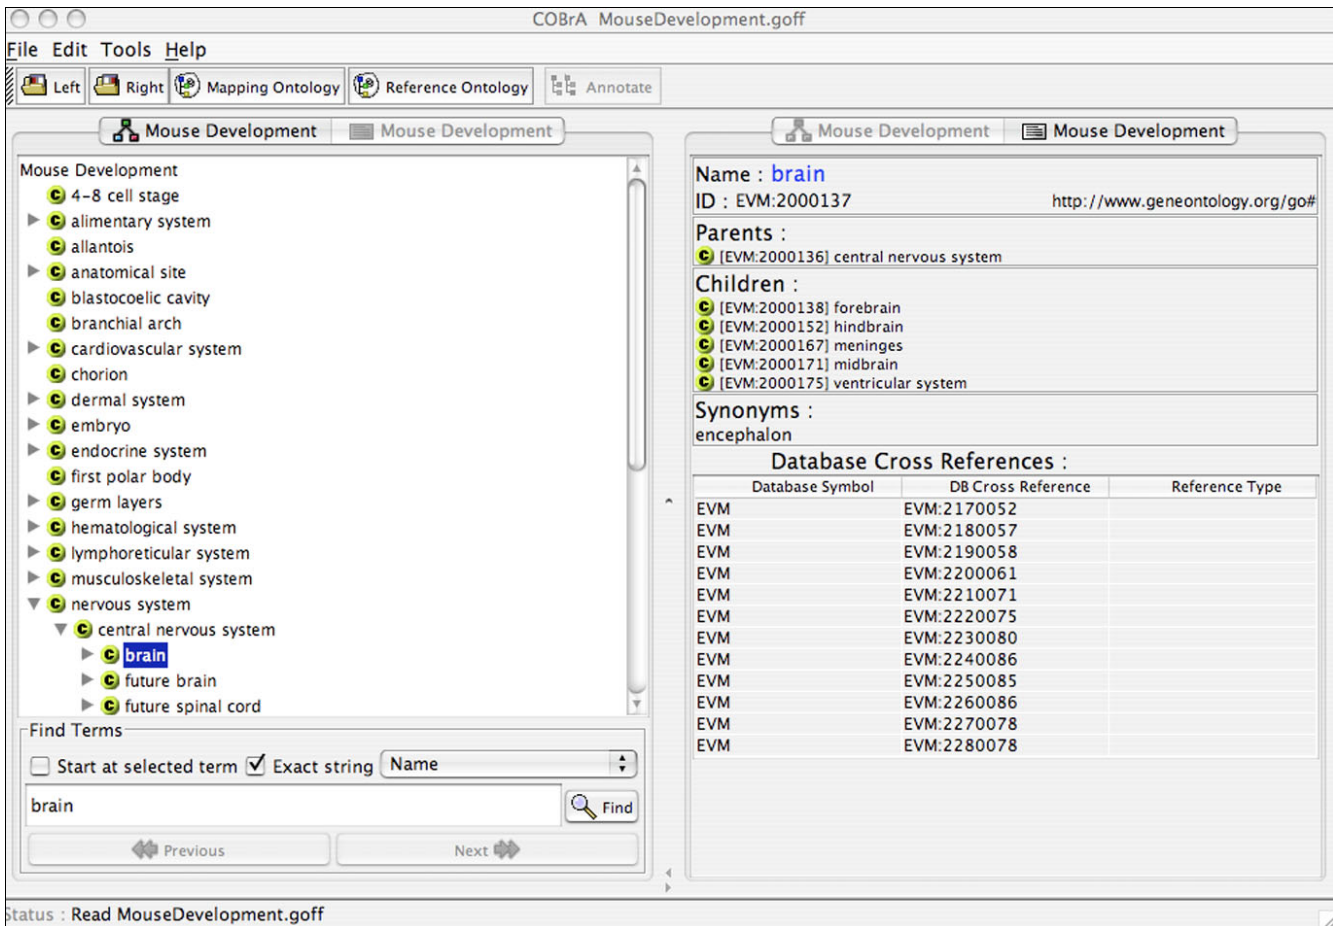 COBrA MouseDevelopment.goff
File Edit Tools Help
Left Right Mapping Ontology Reference Ontology Annotate
Mouse Development Mouse Development
Mouse Development
4-8 cell stage
alimentary system
allantois
anatomical site
blastocoelic cavity
branchial arch
cardiovascular system
chorion
dermal system
embryo
endocrine system
first polar body
germ layers
hematological system
lymphoreticular system
musculoskeletal system
nervous system
central nervous system
brain
future brain
future spinal cord
Find Terms
Start at selected term Exact string Name
brain Find
Previous Next
Mouse Development Mouse Development
Name : brain
ID : EVM:2000137 http://www.geneontology.org/go#
Parents :
[EVM:2000136] central nervous system
Children :
[EVM:2000138] forebrain
[EVM:2000152] hindbrain
[EVM:2000167] meninges
[EVM:2000171] midbrain
[EVM:2000175] ventricular system
Synonyms :
encephalon
Database Cross References :
Database Symbol DB Cross Reference Reference Type
EVM EVM:2170052
EVM EVM:2180057
EVM EVM:2190058
EVM EVM:2200061
EVM EVM:2210071
EVM EVM:2220075
EVM EVM:2230080
EVM EVM:2240086
EVM EVM:2250085
EVM EVM:2260086
EVM EVM:2270078
EVM EVM:2280078
Status : Read MouseDevelopment.goff